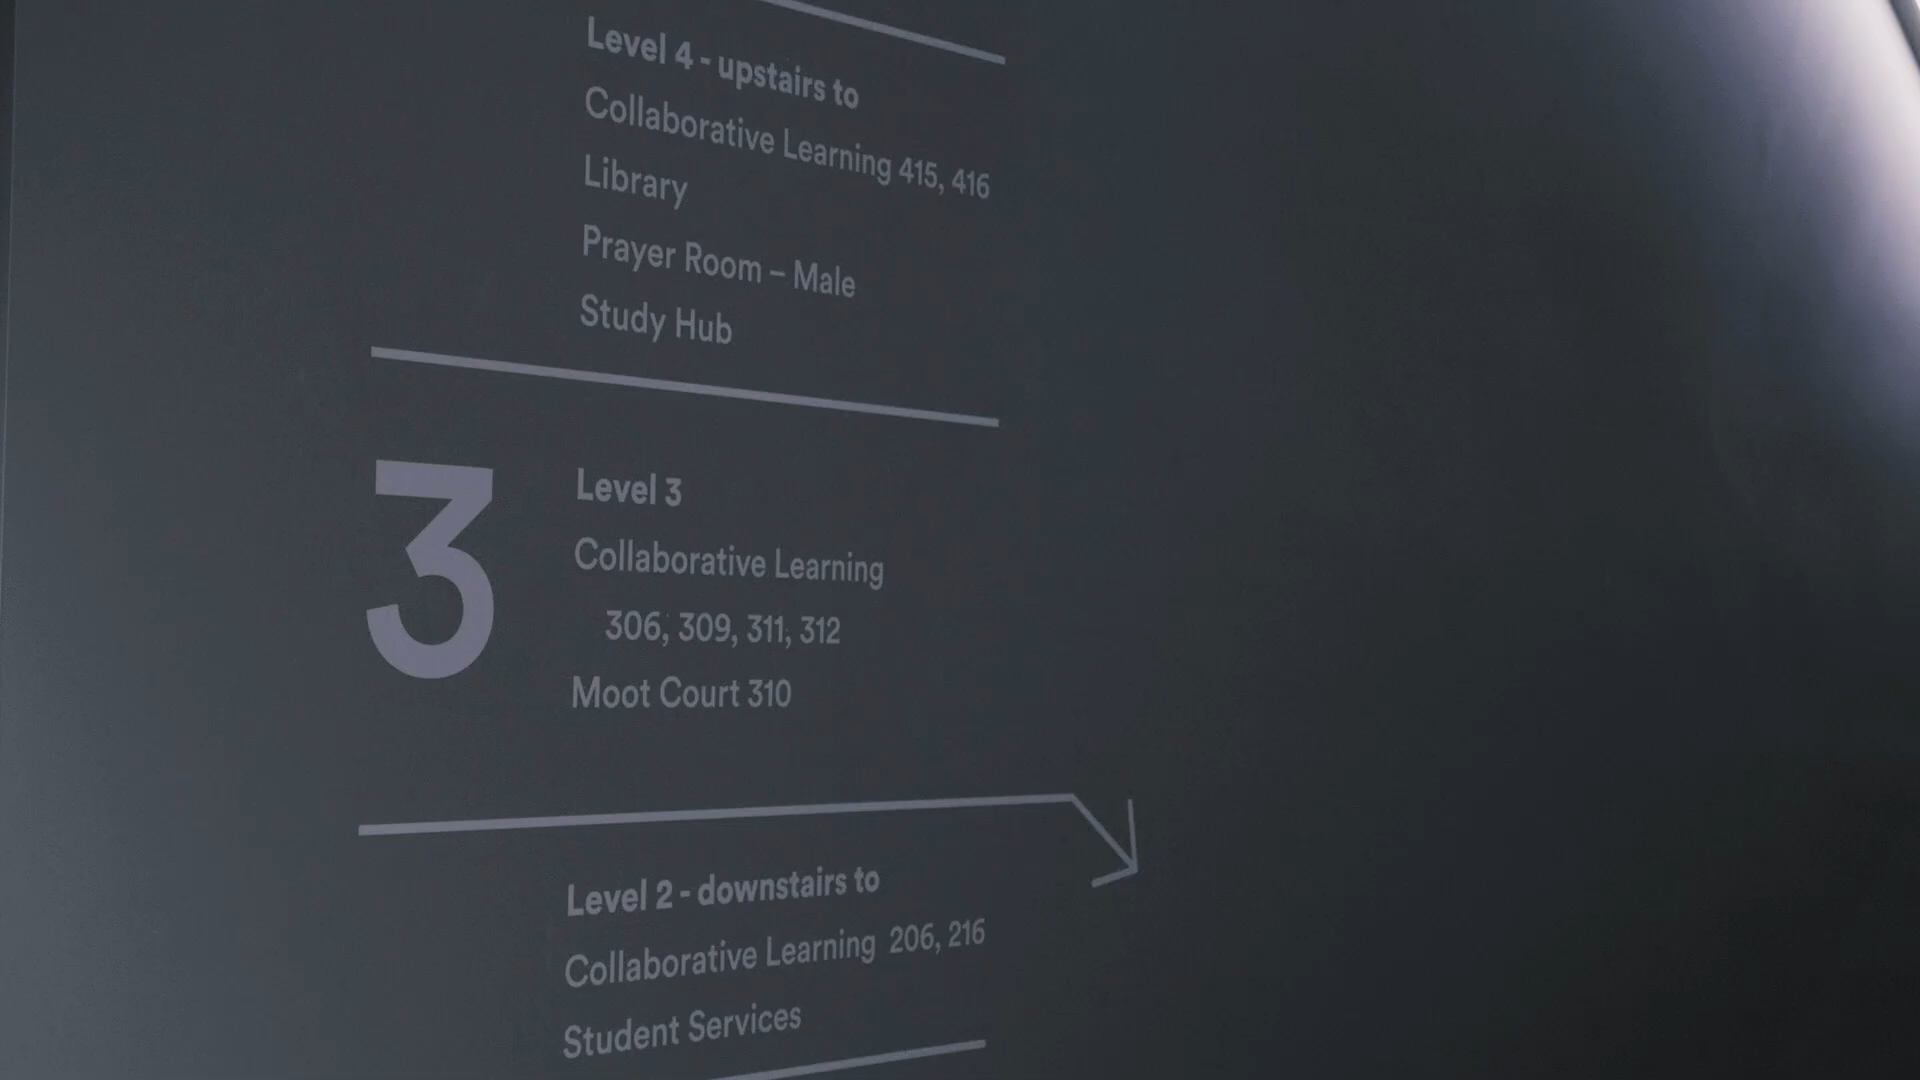 Level 4 - upstairs to
Collaborative Learning 415, 416
Library
Prayer Room – Male
Study Hub
3
Level 3
Collaborative Learning
306, 309, 311, 312
Moot Court 310
Level 2 - downstairs to
Collaborative Learning 206, 216
Student Services